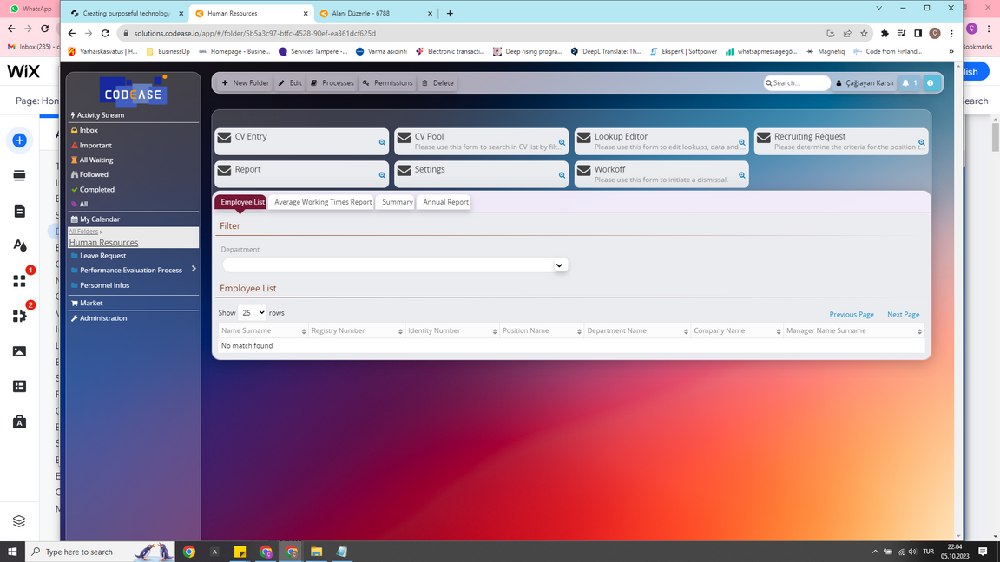 WhatsApp
Creating purposeful technology
Human Resources
Alanı Düzenle - 6788
solutions.codease.io/app/#/folder/5b5a3c97-bffc-4528-90ef-ea361dcf625d
Inbox (285) - c
Varhaiskasvatus | H...
BusinessUp
Homepage - Busine...
Services Tampere -...
Varma asiointi
Electronic transacti...
Deep rising progra...
DeepL Translate: Th...
EksperX | Softpower
whatsapmessagegö...
Magnetiq
Code from Finland...
»
ookmarks
WiX
Page: Hon
lish
earch
CODEASE
Activity Stream
Inbox
Important
All Waiting
Followed
Completed
All
My Calendar
All Folders ›
Human Resources
Leave Request
Performance Evaluation Process
Personnel Infos
Market
Administration
New Folder
Edit
Processes
Permissions
Delete
Search...
Çağlayan Karslı
1
CV Entry
CV Pool
Please use this form to search in CV list by filt...
Lookup Editor
Please use this form to edit lookups, data and ...
Recruiting Request
Please determine the criteria for the position t...
Report
Settings
Workoff
Please use this form to initiate a dismissal.
Employee List
Average Working Times Report
Summary
Annual Report
Filter
Department
Employee List
Show 25 rows
Previous Page
Next Page
Name Surname
Registry Number
Identity Number
Position Name
Department Name
Company Name
Manager Name Surname
No match found
1
2
Type here to search
TUR
22:04
05.10.2023